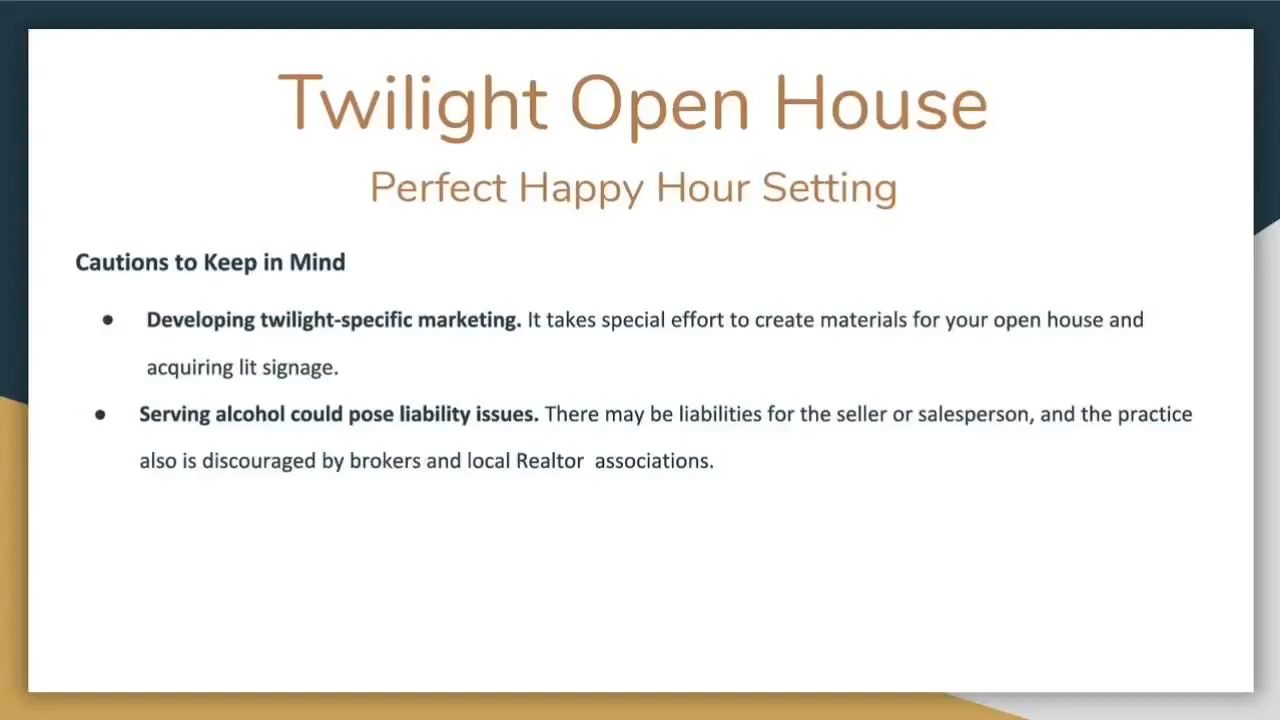 Twilight Open House
Perfect Happy Hour Setting
Cautions to Keep in Mind
● Developing twilight-specific marketing. It takes special effort to create materials for your open house and
acquiring lit signage.
● Serving alcohol could pose liability issues. There may be liabilities for the seller or salesperson, and the practice
also is discouraged by brokers and local Realtor  associations.